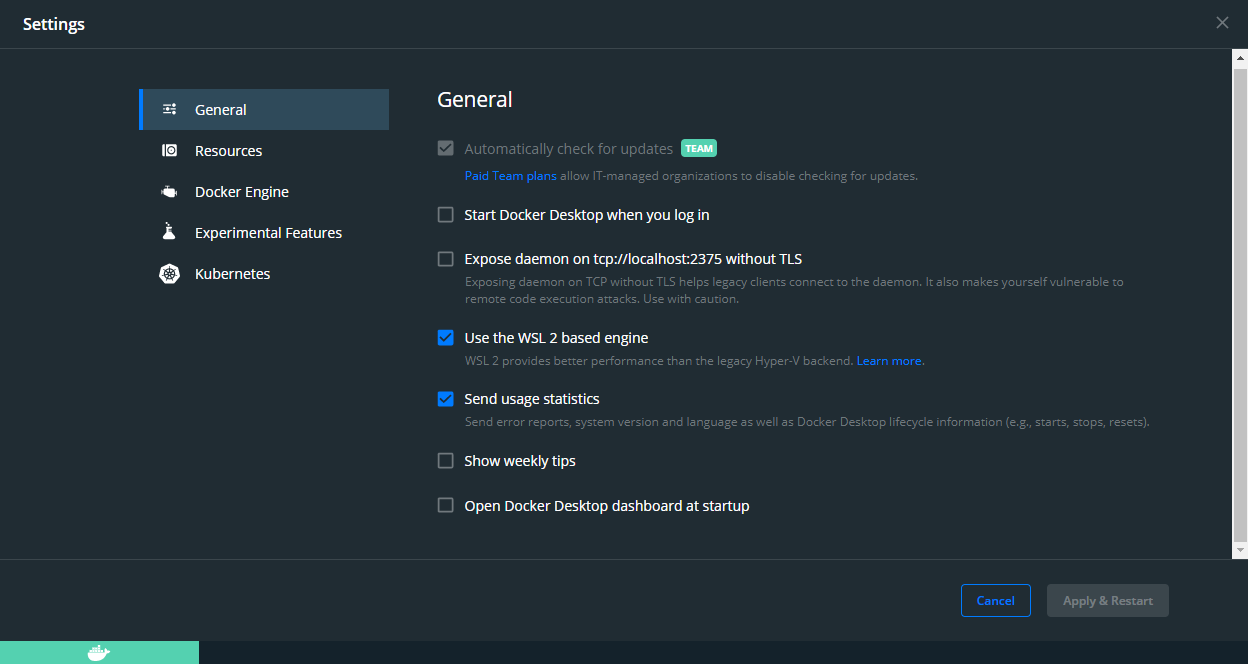 Settings
General
Resources
Docker Engine
Experimental Features
Kubernetes
General
Automatically check for updates TEAM
Paid Team plans allow IT-managed organizations to disable checking for updates.
Start Docker Desktop when you log in
Expose daemon on tcp://localhost:2375 without TLS
Exposing daemon on TCP without TLS helps legacy clients connect to the daemon. It also makes yourself vulnerable to
remote code execution attacks. Use with caution.
Use the WSL 2 based engine
WSL 2 provides better performance than the legacy Hyper-V backend. Learn more.
Send usage statistics
Send error reports, system version and language as well as Docker Desktop lifecycle information (e.g., starts, stops, resets).
Show weekly tips
Open Docker Desktop dashboard at startup
Cancel
Apply & Restart